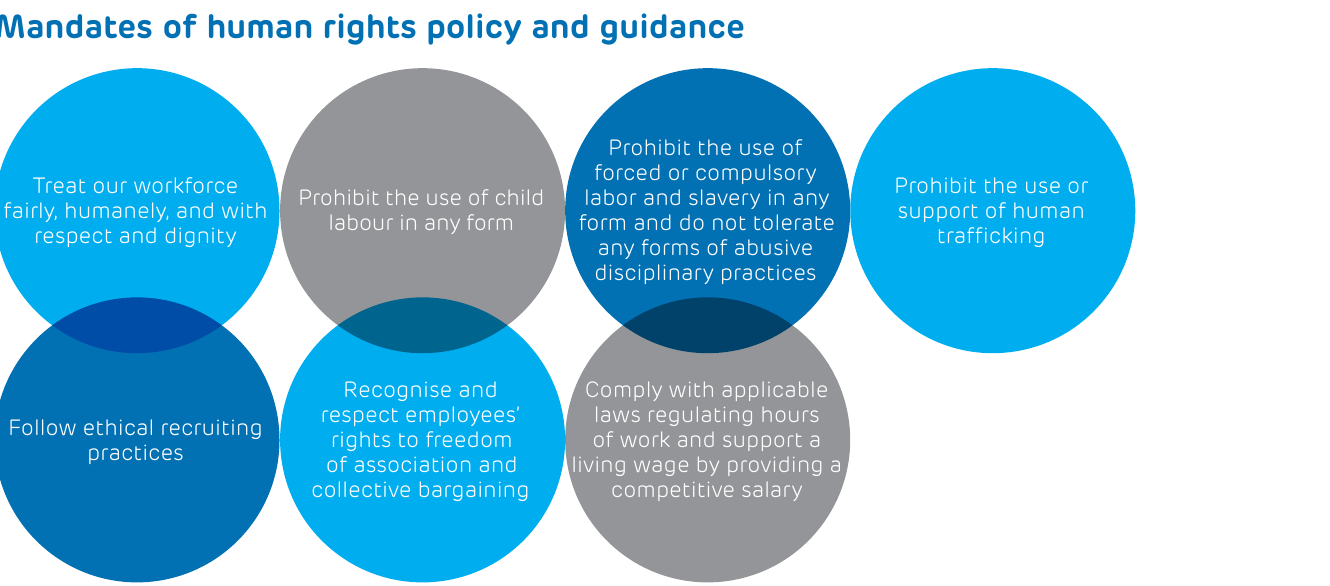 Mandates of human rights policy and guidance
Treat our workforce
fairly, humanely, and with
respect and dignity
Prohibit the use of child
labour in any form
Prohibit the use of
forced or compulsory
labor and slavery in any
form and do not tolerate
any forms of abusive
disciplinary practices
Prohibit the use or
support of human
trafficking
Follow ethical recruiting
practices
Recognise and
respect employees’
rights to freedom
of association and
collective bargaining
Comply with applicable
laws regulating hours
of work and support a
living wage by providing a
competitive salary